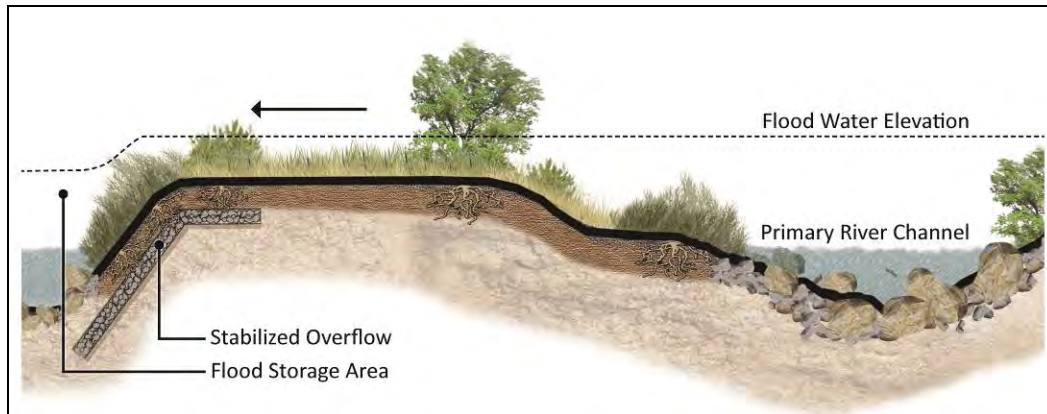 Flood Water Elevation
Primary River Channel
Stabilized Overflow
Flood Storage Area